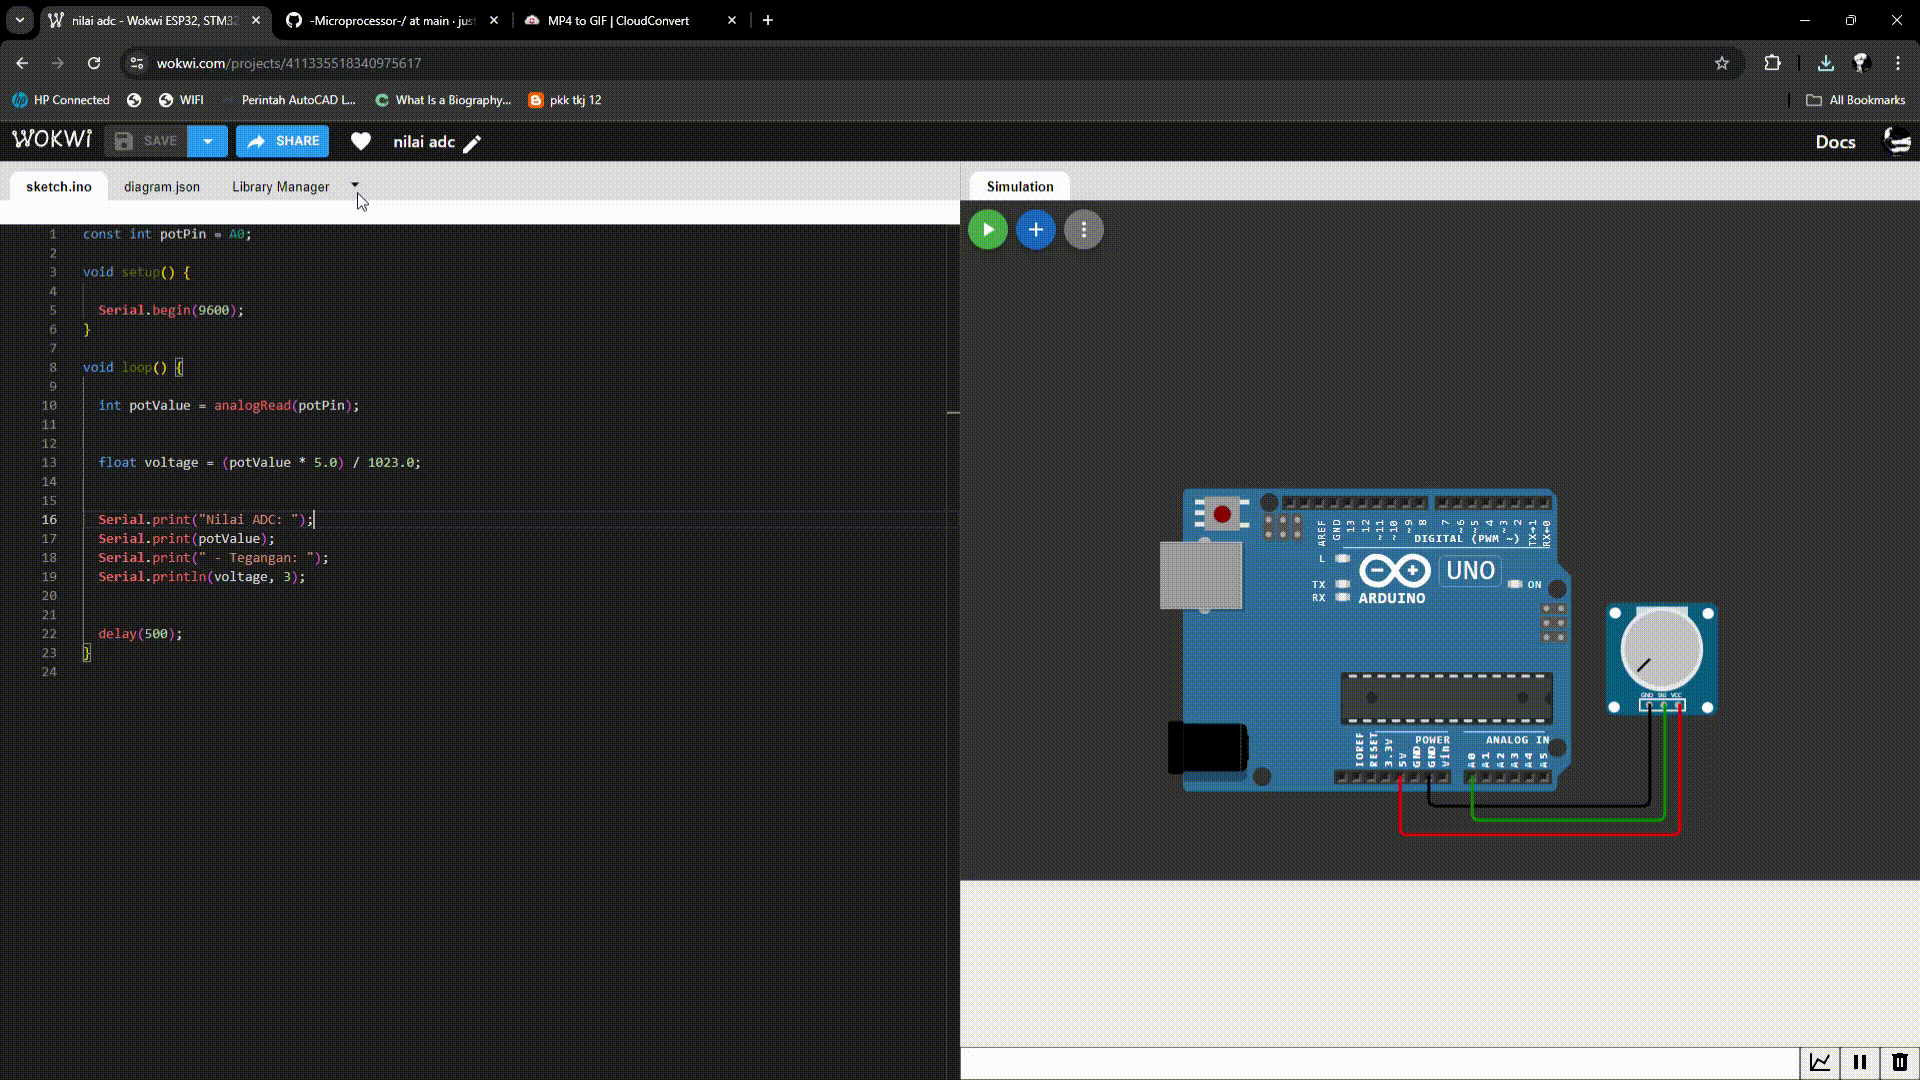 nilai adc - Wokwi ESP32, STM32
-Microprocessor-/ at main · jus
MP4 to GIF | CloudConvert
wokwi.com/projects/411335518340975617
HP Connected
WIFI
Perintah AutoCAD L...
What Is a Biography...
pkk tkj 12
All Bookmarks
WOKWI
SAVE
SHARE
nilai adc
Docs
sketch.ino
diagram.json
Library Manager
Simulation
1 const int potPin = A0;
2
3 void setup() {
4
5 Serial.begin(9600);
6 }
7
8 void loop() {
9
10 int potValue = analogRead(potPin);
11
12
13 float voltage = (potValue * 5.0) / 1023.0;
14
15
16 Serial.print("Nilai ADC: ");
17 Serial.print(potValue);
18 Serial.print(" - Tegangan: ");
19 Serial.println(voltage, 3);
20
21
22 delay(500);
23 }
24
AREF GND 13 12 ~11 ~10 ~9 8 7 ~6 ~5 4 ~3 2 TX→1 RX←0
DIGITAL (PWM ~)
L
TX
RX
UNO
ON
ARDUINO
GND SIG VCC
POWER
ANALOG IN
IOREF RESET 3.3V 5V GND GND Vin A0 A1 A2 A3 A4 A5